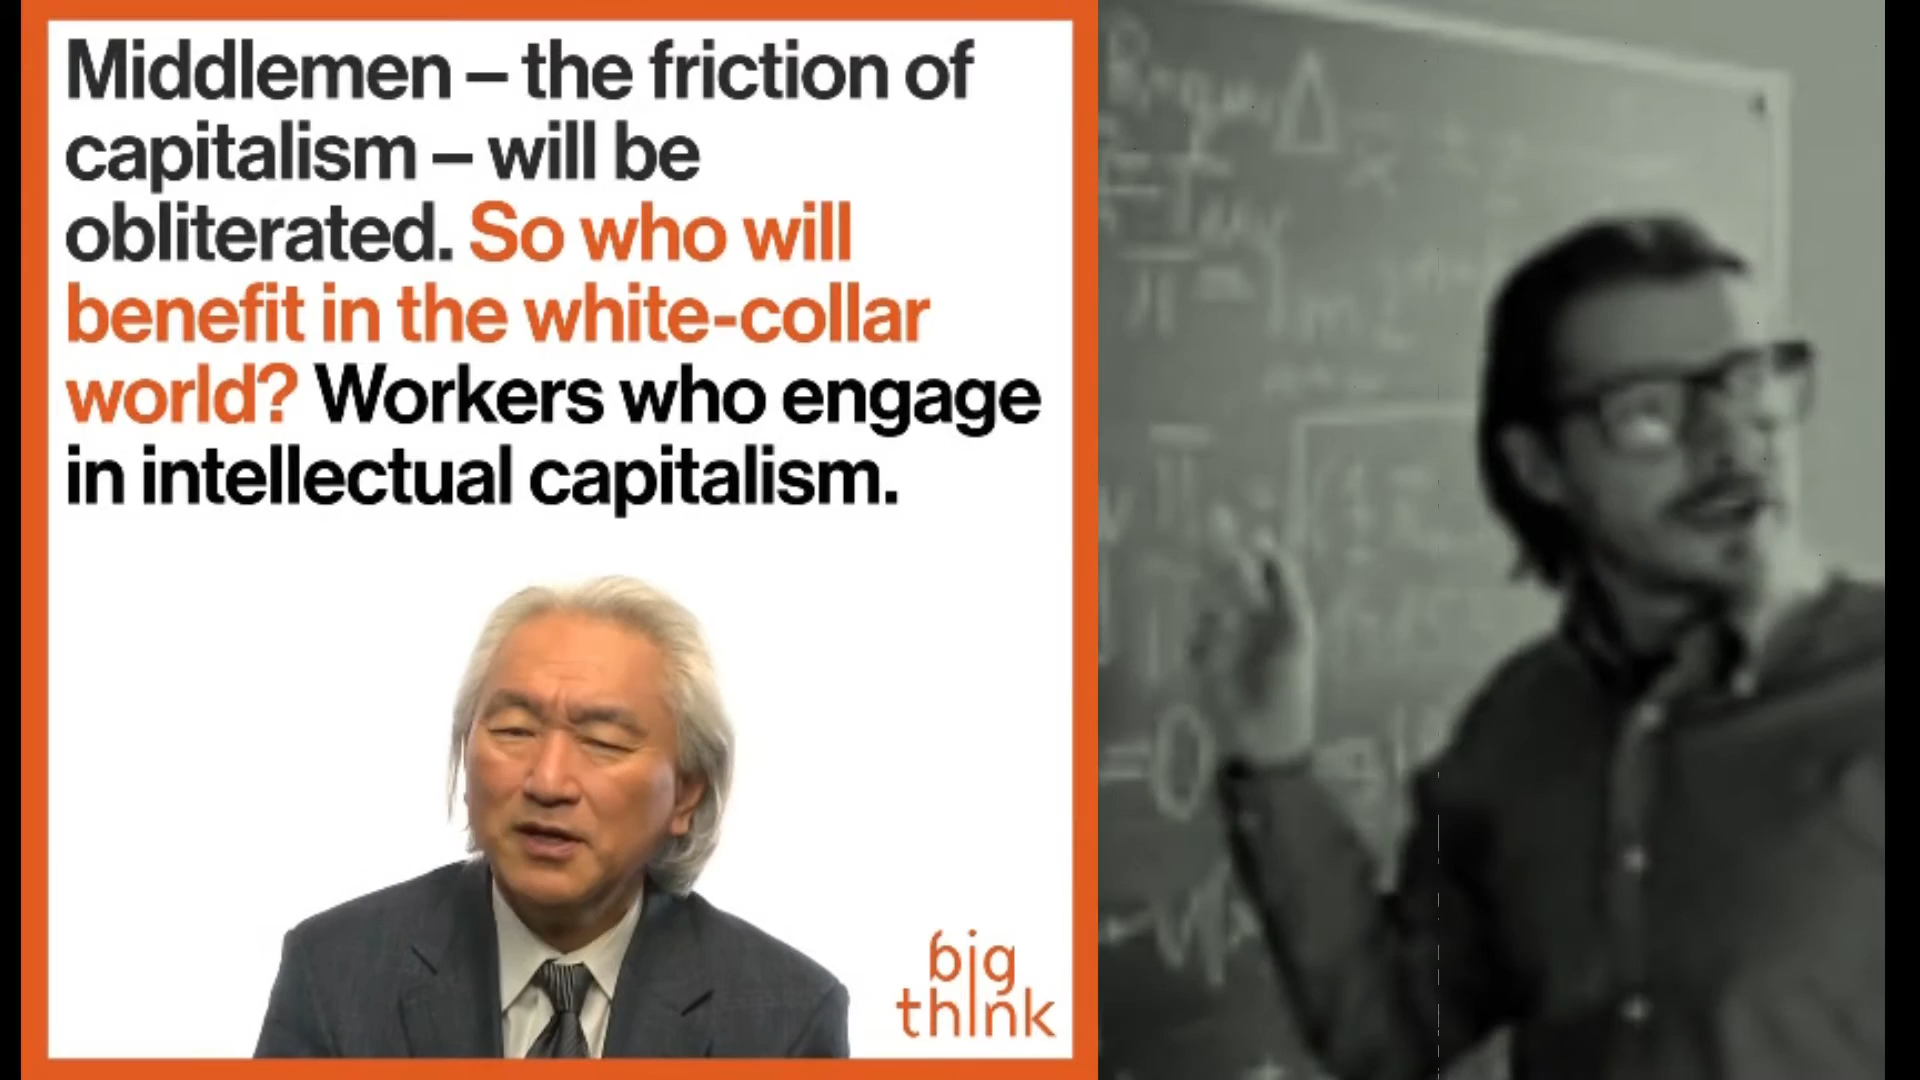 Middlemen – the friction of
capitalism – will be
obliterated. So who will
benefit in the white-collar
world? Workers who engage
in intellectual capitalism.
big
think